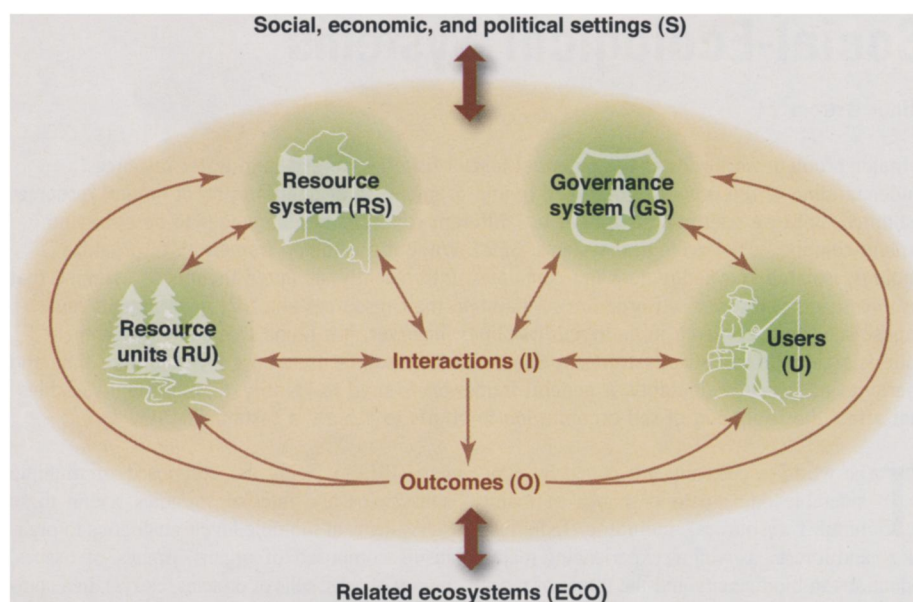 Social, economic, and political settings (S)
Resource
system (RS)
Governance
system (GS)
Resource
units (RU)
Interactions (I)
Users
(U)
Outcomes (O)
Related ecosystems (ECO)